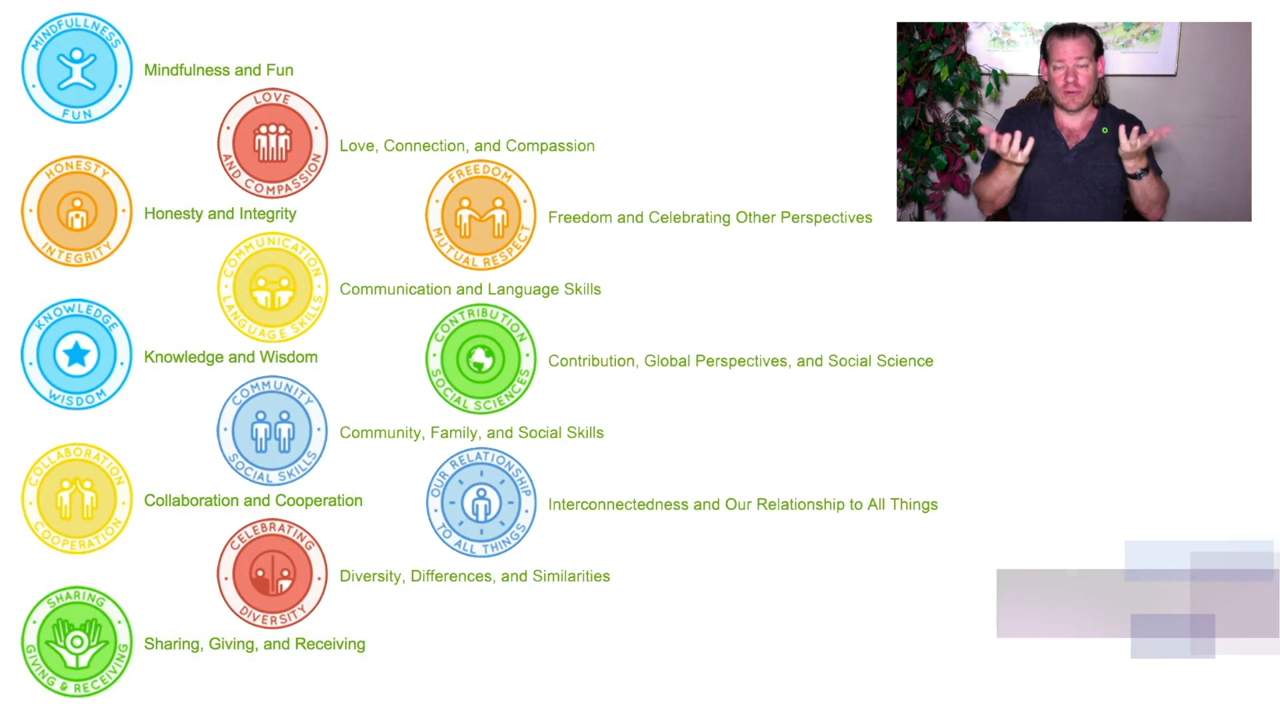 MINDFULLNESS
FUN
Mindfulness and Fun
LOVE
AND COMPASSION
Love, Connection, and Compassion
HONESTY
INTEGRITY
Honesty and Integrity
FREEDOM
MUTUAL RESPECT
Freedom and Celebrating Other Perspectives
COMMUNICATION
LANGUAGE SKILLS
Communication and Language Skills
KNOWLEDGE
WISDOM
Knowledge and Wisdom
CONTRIBUTION
SOCIAL SCIENCES
Contribution, Global Perspectives, and Social Science
COMMUNITY
SOCIAL SKILLS
Community, Family, and Social Skills
COLLABORATION
COOPERATION
Collaboration and Cooperation
OUR RELATIONSHIP
TO ALL THINGS
Interconnectedness and Our Relationship to All Things
CELEBRATING
DIVERSITY
Diversity, Differences, and Similarities
SHARING
GIVING & RECEIVING
Sharing, Giving, and Receiving